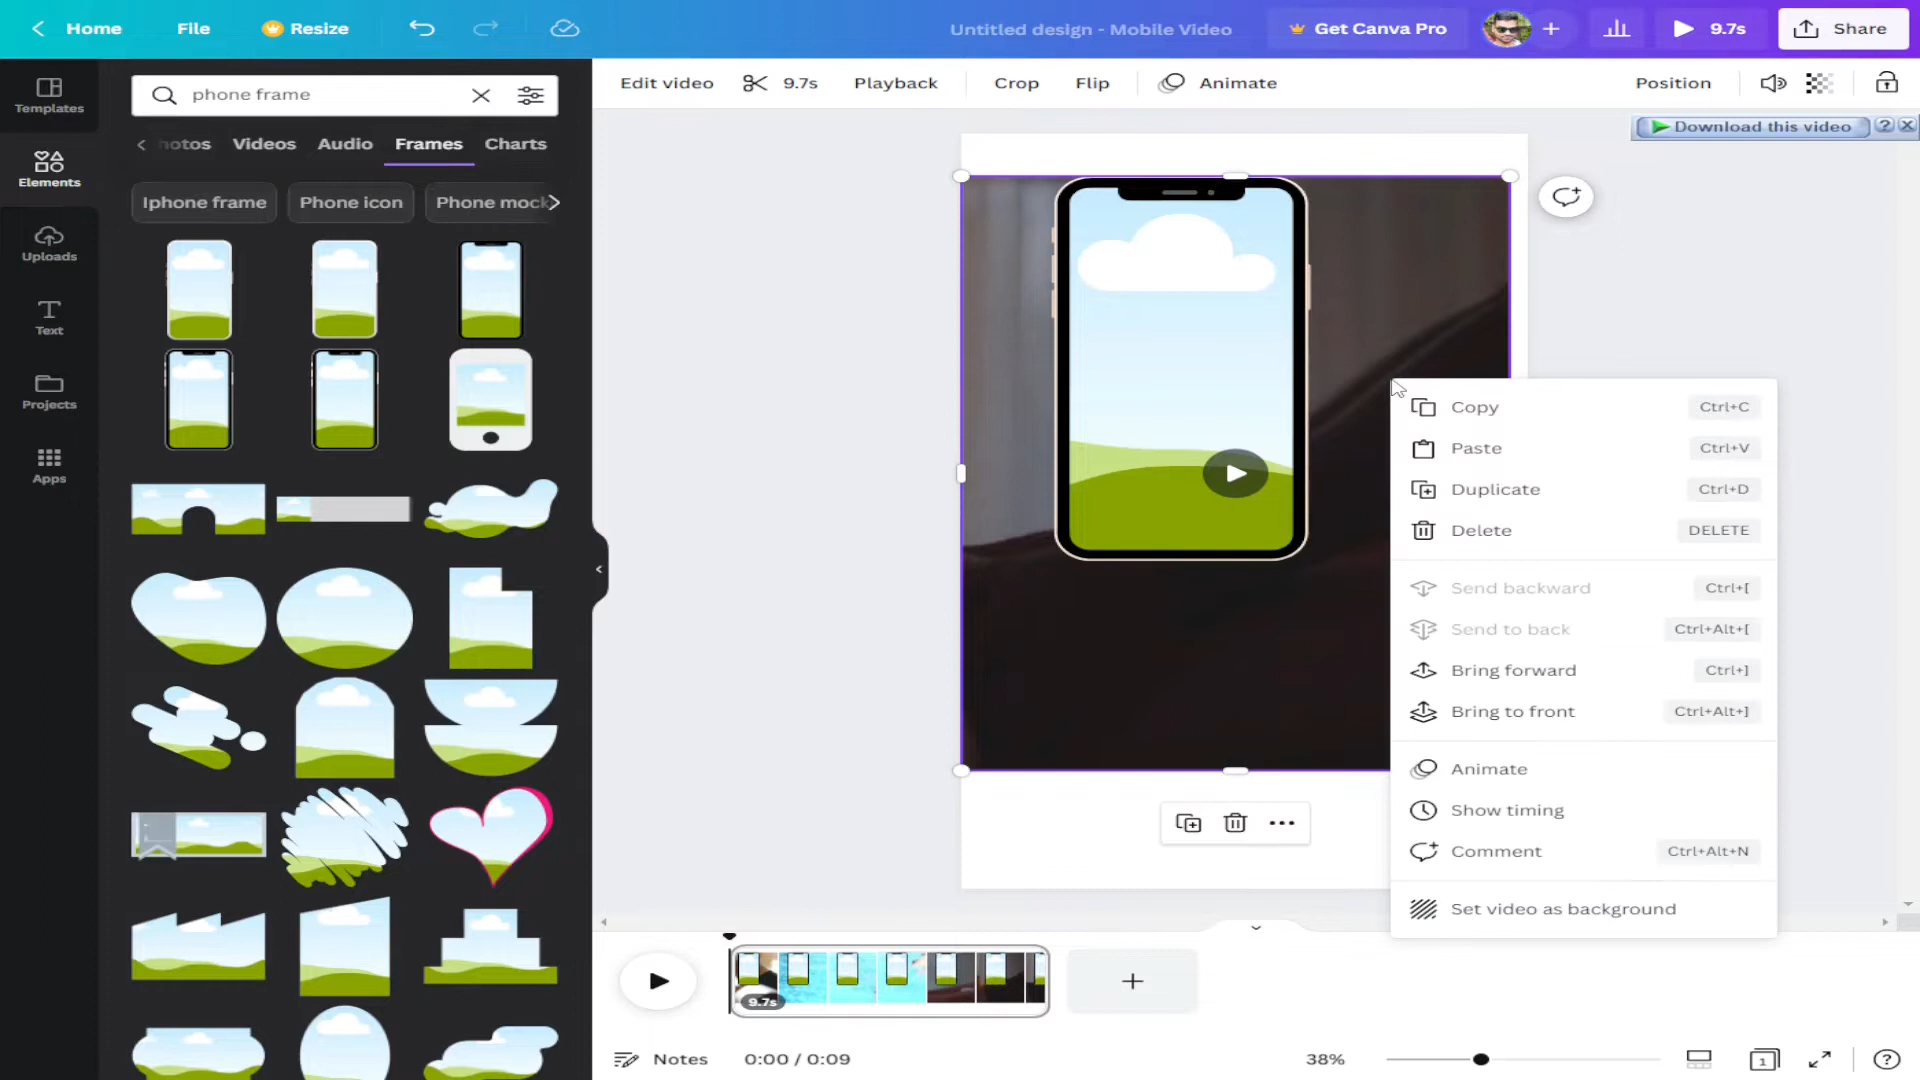 Home File Resize Untitled design - Mobile Video Get Canva Pro 9.7s Share
Templates
Elements
Uploads
Text
Projects
Apps
phone frame
hotos Videos Audio Frames Charts
Iphone frame Phone icon Phone mock
Edit video 9.7s Playback Crop Flip Animate Position
Download this video ?
Copy Ctrl+C
Paste Ctrl+V
Duplicate Ctrl+D
Delete DELETE
Send backward Ctrl+[
Send to back Ctrl+Alt+[
Bring forward Ctrl+]
Bring to front Ctrl+Alt+]
Animate
Show timing
Comment Ctrl+Alt+N
Set video as background
9.7s
Notes 0:00 / 0:09 38% 1 ?